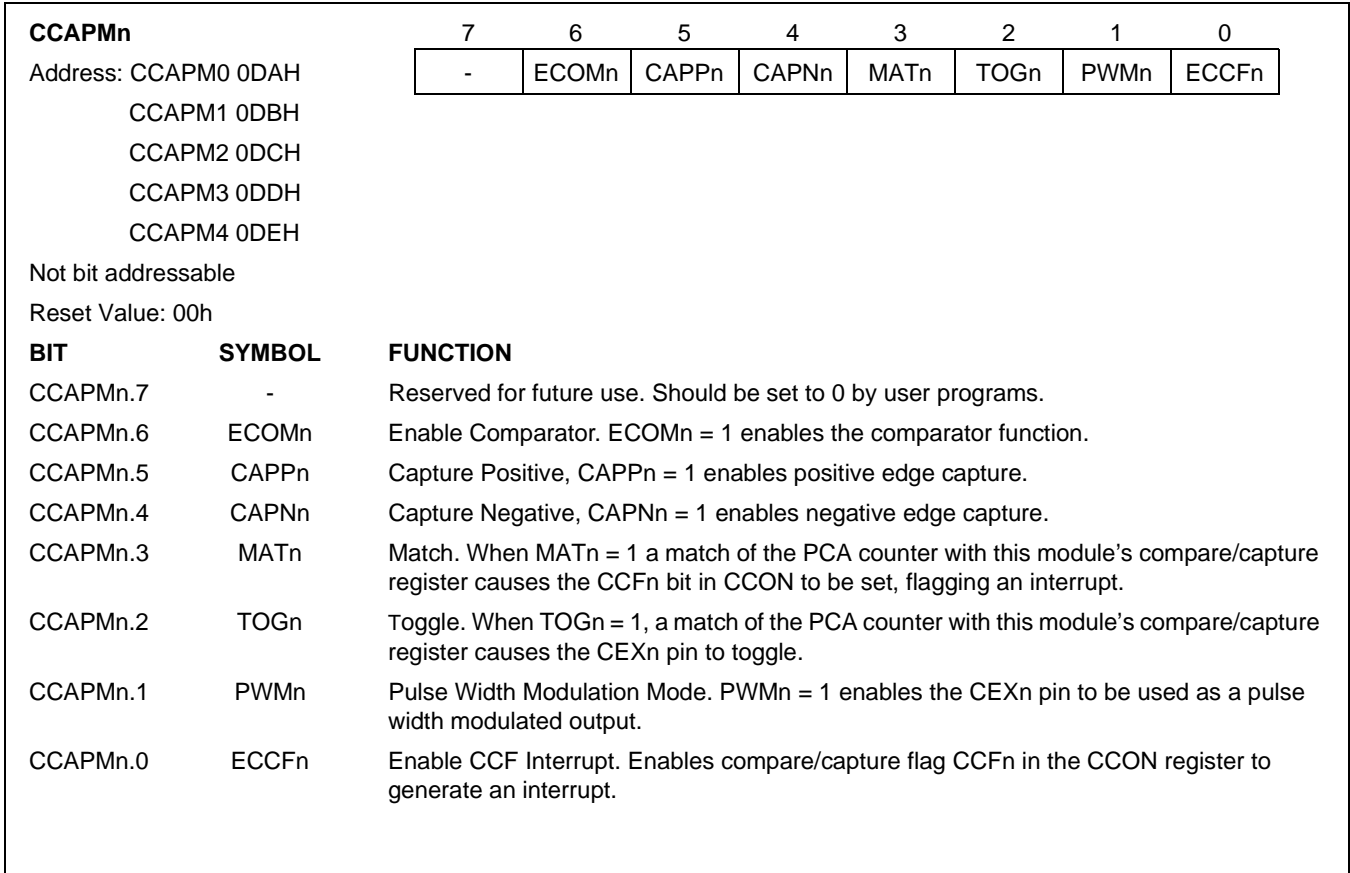 CCAPMn 7 6 5 4 3 2 1 0
Address: CCAPM0 0DAH - ECOMn CAPPn CAPNn MATn TOGn PWMn ECCFn
CCAPM1 0DBH
CCAPM2 0DCH
CCAPM3 0DDH
CCAPM4 0DEH
Not bit addressable
Reset Value: 00h
BIT SYMBOL FUNCTION
CCAPMn.7 - Reserved for future use. Should be set to 0 by user programs.
CCAPMn.6 ECOMn Enable Comparator. ECOMn = 1 enables the comparator function.
CCAPMn.5 CAPPn Capture Positive, CAPPn = 1 enables positive edge capture.
CCAPMn.4 CAPNn Capture Negative, CAPNn = 1 enables negative edge capture.
CCAPMn.3 MATn Match. When MATn = 1 a match of the PCA counter with this module’s compare/capture
register causes the CCFn bit in CCON to be set, flagging an interrupt.
CCAPMn.2 TOGn Toggle. When TOGn = 1, a match of the PCA counter with this module’s compare/capture
register causes the CEXn pin to toggle.
CCAPMn.1 PWMn Pulse Width Modulation Mode. PWMn = 1 enables the CEXn pin to be used as a pulse
width modulated output.
CCAPMn.0 ECCFn Enable CCF Interrupt. Enables compare/capture flag CCFn in the CCON register to
generate an interrupt.